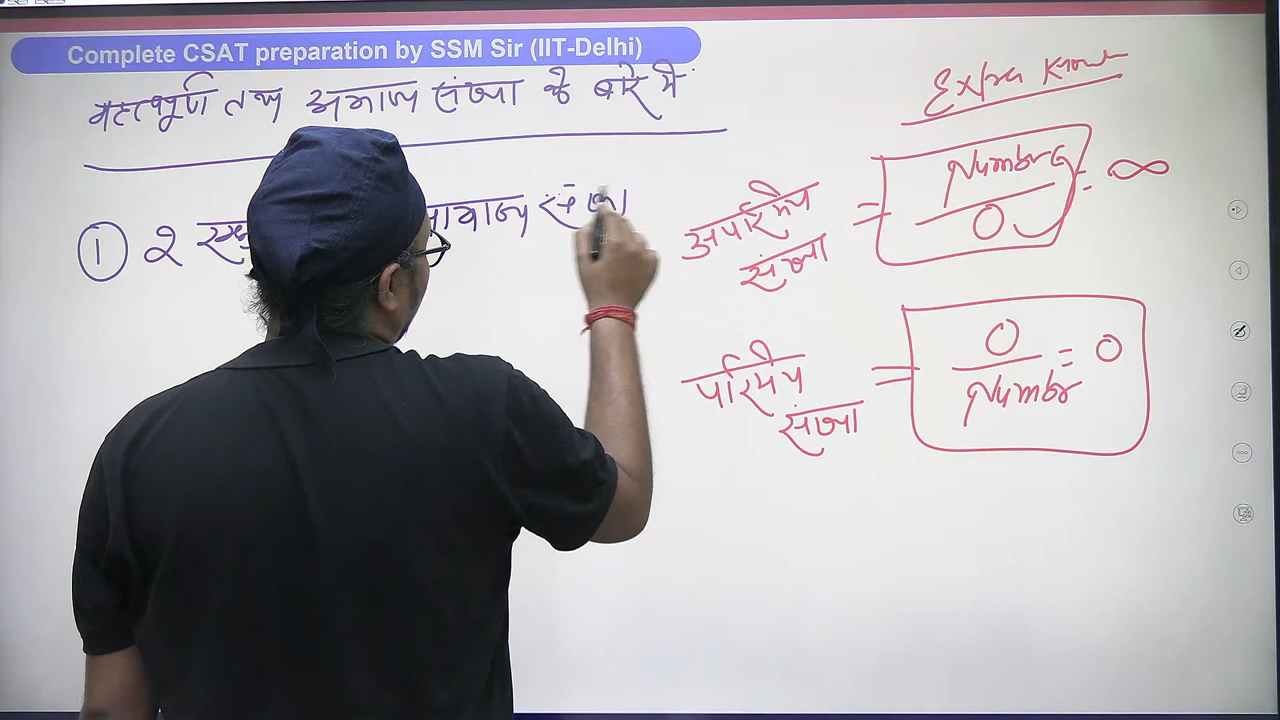 Complete CSAT preparation by SSM Sir (IIT-Delhi)
महत्वपूर्ण तथ्य अभाज्य संख्या के बारे में
① 2
संख्या
Extra Know
अपरिमेय
संख्या
= Number
0
= ∞
परिमेय
संख्या
= 0
Number
= 0